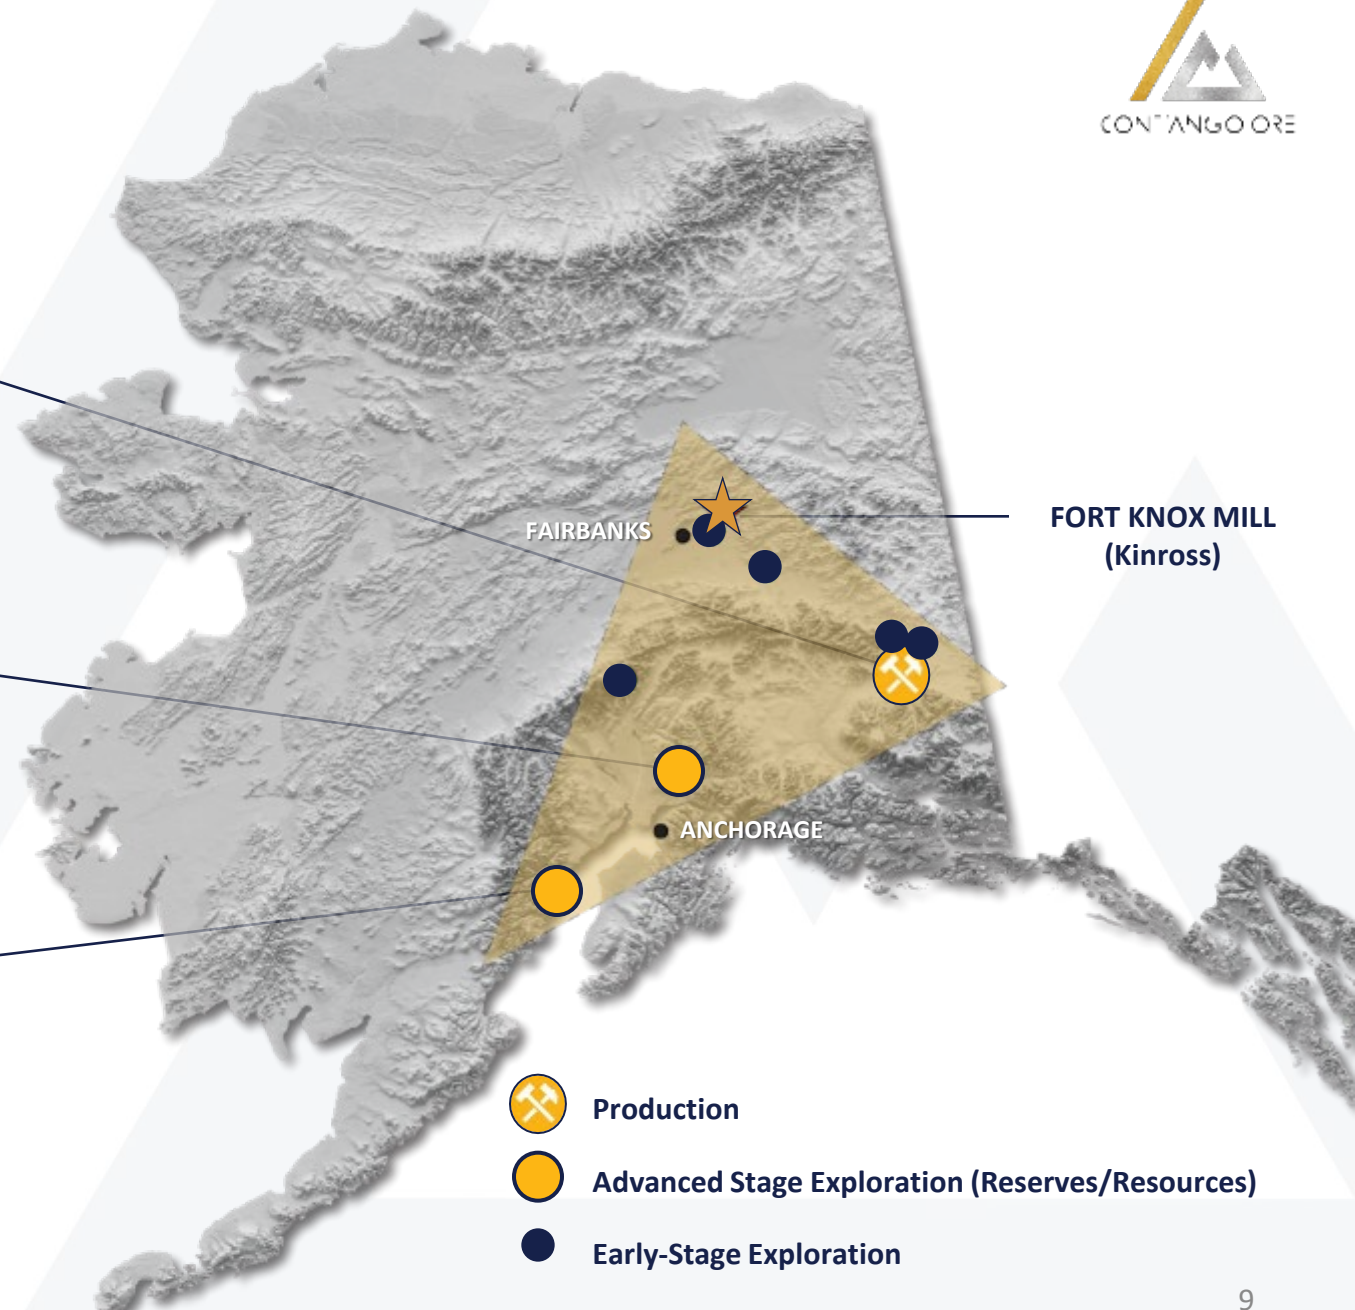 CONTANGO ORE
FORT KNOX MILL
(Kinross)
FAIRBANKS
ANCHORAGE
Production
Advanced Stage Exploration (Reserves/Resources)
Early-Stage Exploration
9